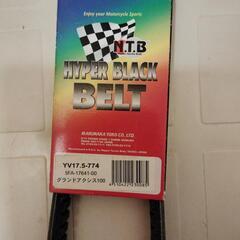 Enjoy your Motorcycle Sports
N.T.B
HYPER BLACK
BELT
MARUNAKA YOKO CO., LTD.
YV17.5-774
5FA-17641-00
グランドアクシス100